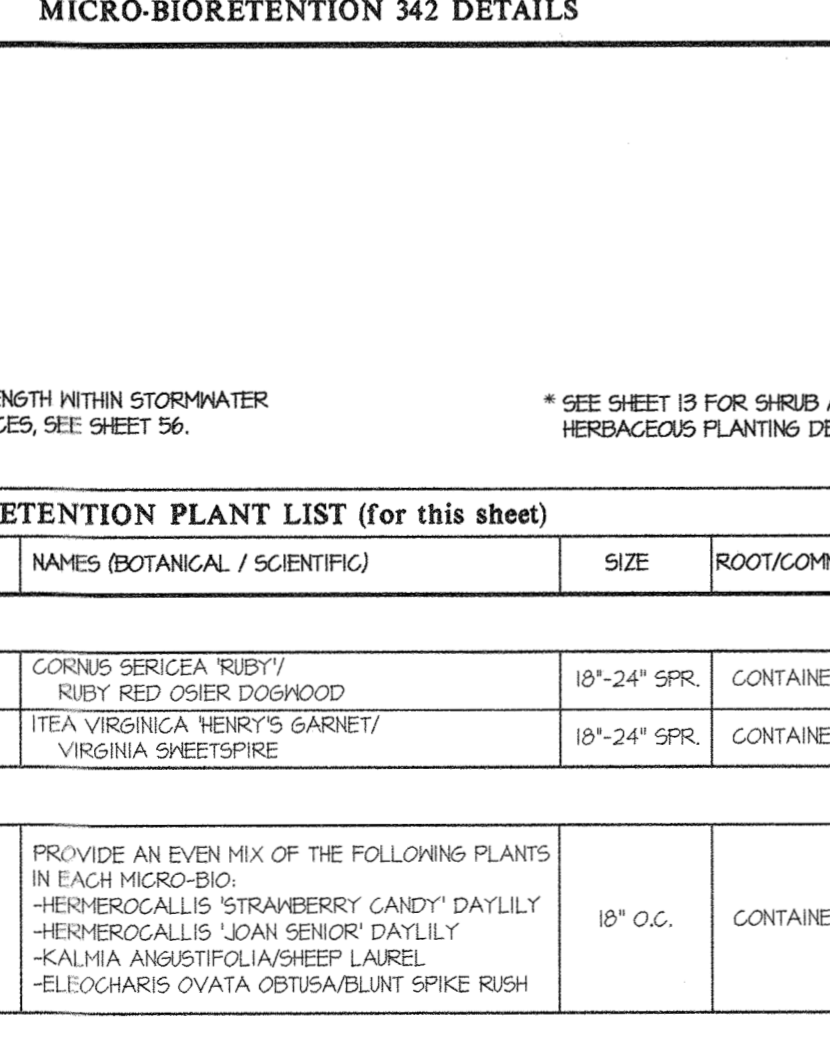 MICRO-BIORETENTION 342 DETAILS
ENGTH WITHIN STORMWATER
CES, SEE SHEET 56.
* SEE SHEET 13 FOR SHRUB
HERBACEOUS PLANTING DE
ETENTION PLANT LIST (for this sheet)
NAMES (BOTANICAL / SCIENTIFIC) SIZE ROOT/COMM
CORNUS SERICEA 'RUBY'/
RUBY RED OSIER DOGWOOD
18"-24" SPR. CONTAINE
ITEA VIRGINICA 'HENRY'S GARNET/
VIRGINIA SWEETSPIRE
18"-24" SPR. CONTAINE
PROVIDE AN EVEN MIX OF THE FOLLOWING PLANTS
IN EACH MICRO-BIO:
-HERMEROCALLIS 'STRAWBERRY CANDY' DAYLILY
-HERMEROCALLIS 'JOAN SENIOR' DAYLILY
-KALMIA ANGUSTIFOLIA/SHEEP LAUREL
-ELEOCHARIS OVATA OBTUSA/BLUNT SPIKE RUSH
18" O.C. CONTAINE